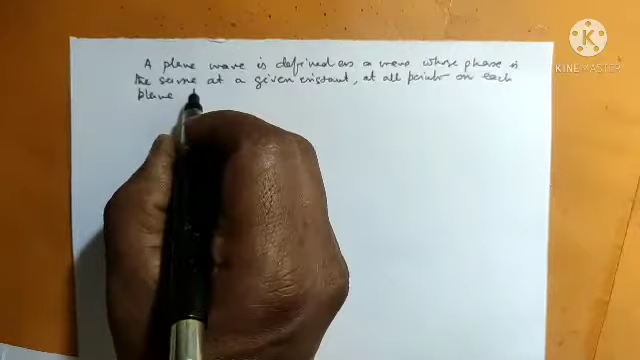 A plane wave is defined as a wave whose phase is
the same at a given instant, at all points on each
plane
KINEMASTER